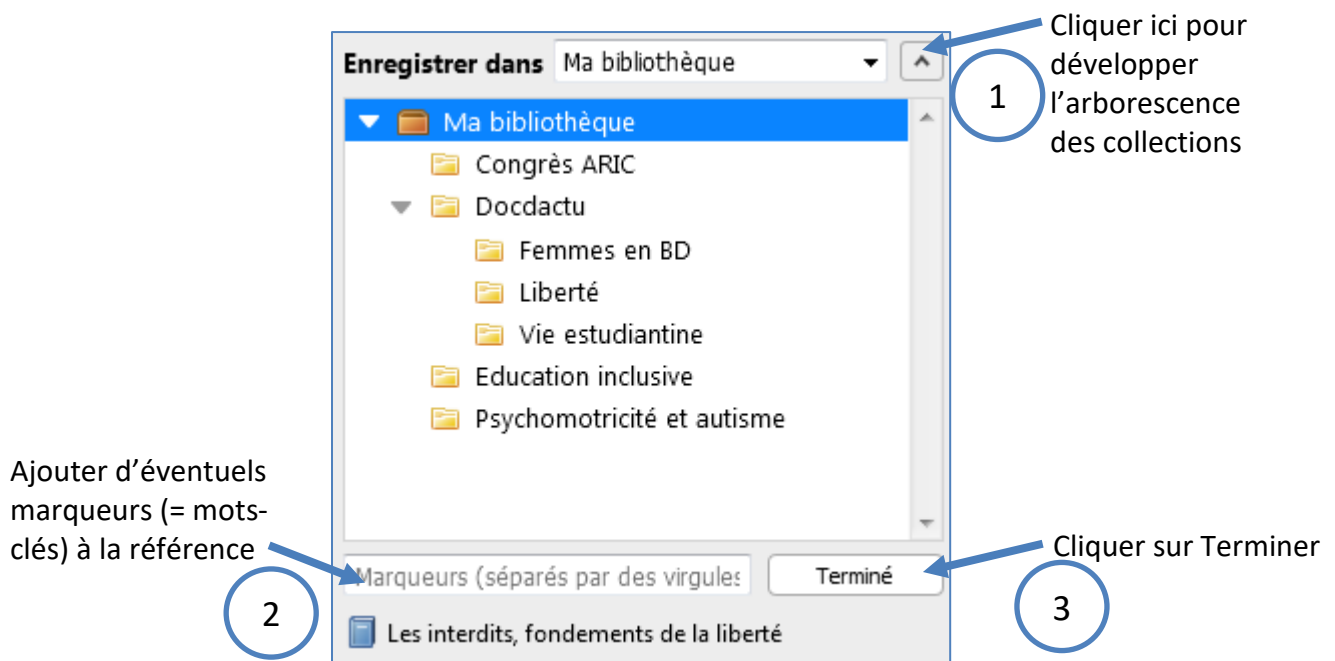 Cliquer ici pour
développer
l’arborescence
des collections
1
Enregistrer dans Ma bibliothèque
Ma bibliothèque
Congrès ARIC
Docdactu
Femmes en BD
Liberté
Vie estudiantine
Education inclusive
Psychomotricité et autisme
Ajouter d’éventuels
marqueurs (= mots-
clés) à la référence
2
Marqueurs (séparés par des virgules
Terminé
Cliquer sur Terminer
3
Les interdits, fondements de la liberté